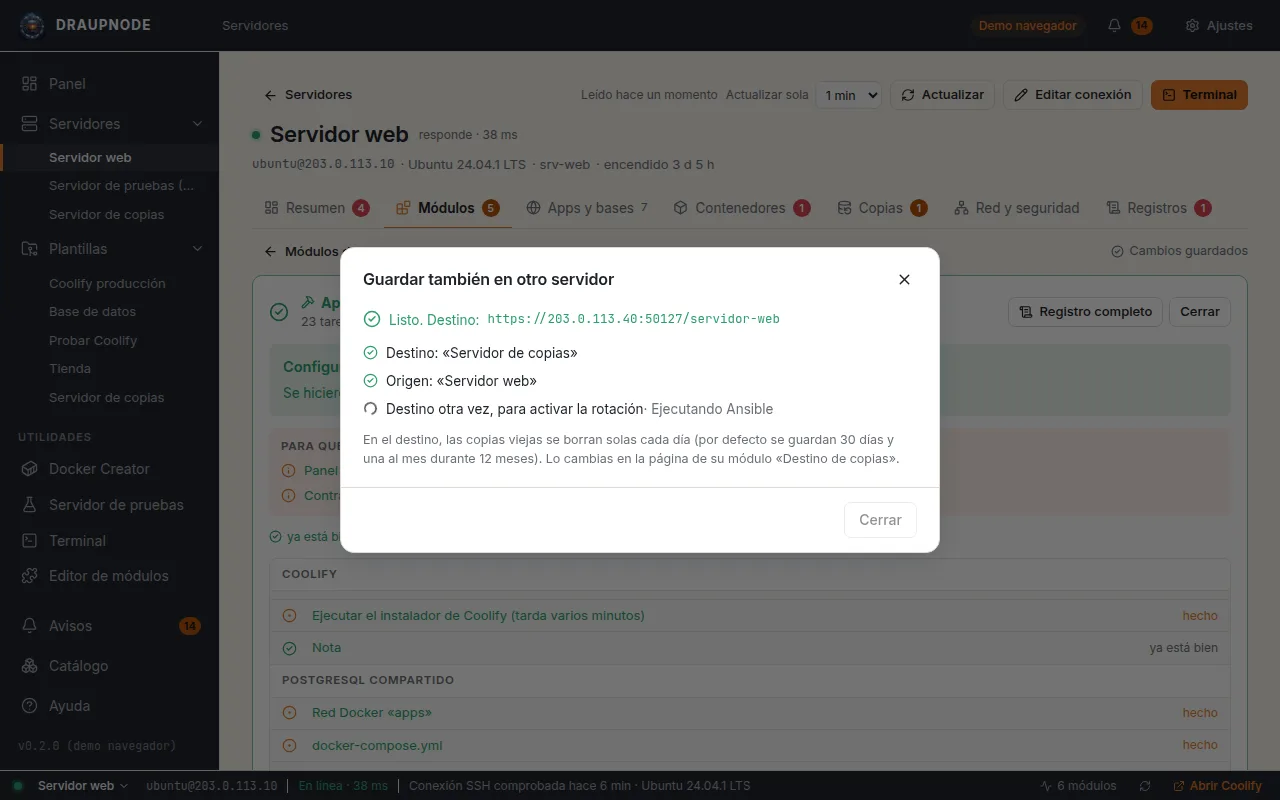 DRAUPNODE
Servidores
Demo navegador
14
Ajustes
Panel
Servidores
Servidor web
Servidor de pruebas (...
Servidor de copias
Plantillas
Coolify producción
Base de datos
Probar Coolify
Tienda
Servidor de copias
UTILIDADES
Docker Creator
Servidor de pruebas
Terminal
Editor de módulos
Avisos 14
Catálogo
Ayuda
v0.2.0 (demo navegador)
Servidores
Leído hace un momento Actualizar sola 1 min Actualizar Editar conexión Terminal
Servidor web responde · 38 ms
ubuntu@203.0.113.10 · Ubuntu 24.04.1 LTS · srv-web · encendido 3 d 5 h
Resumen 4 Módulos 5 Apps y bases 7 Contenedores 1 Copias 1 Red y seguridad Registros 1
Módulos
Cambios guardados
23
Registro completo Cerrar
Guardar también en otro servidor
Listo. Destino: https://203.0.113.40:50127/servidor-web
Destino: «Servidor de copias»
Origen: «Servidor web»
Destino otra vez, para activar la rotación· Ejecutando Ansible
En el destino, las copias viejas se borran solas cada día (por defecto se guardan 30 días y
una al mes durante 12 meses). Lo cambias en la página de su módulo «Destino de copias».
Cerrar
PARA
Panel
ya está
COOLIFY
Ejecutar el instalador de Coolify (tarda varios minutos) hecho
Nota ya está bien
POSTGRESQL COMPARTIDO
Red Docker «apps» hecho
docker-compose.yml hecho
Servidor web ubuntu@203.0.113.10 En línea · 38 ms Conexión SSH comprobada hace 6 min · Ubuntu 24.04.1 LTS 6 módulos Abrir Coolify